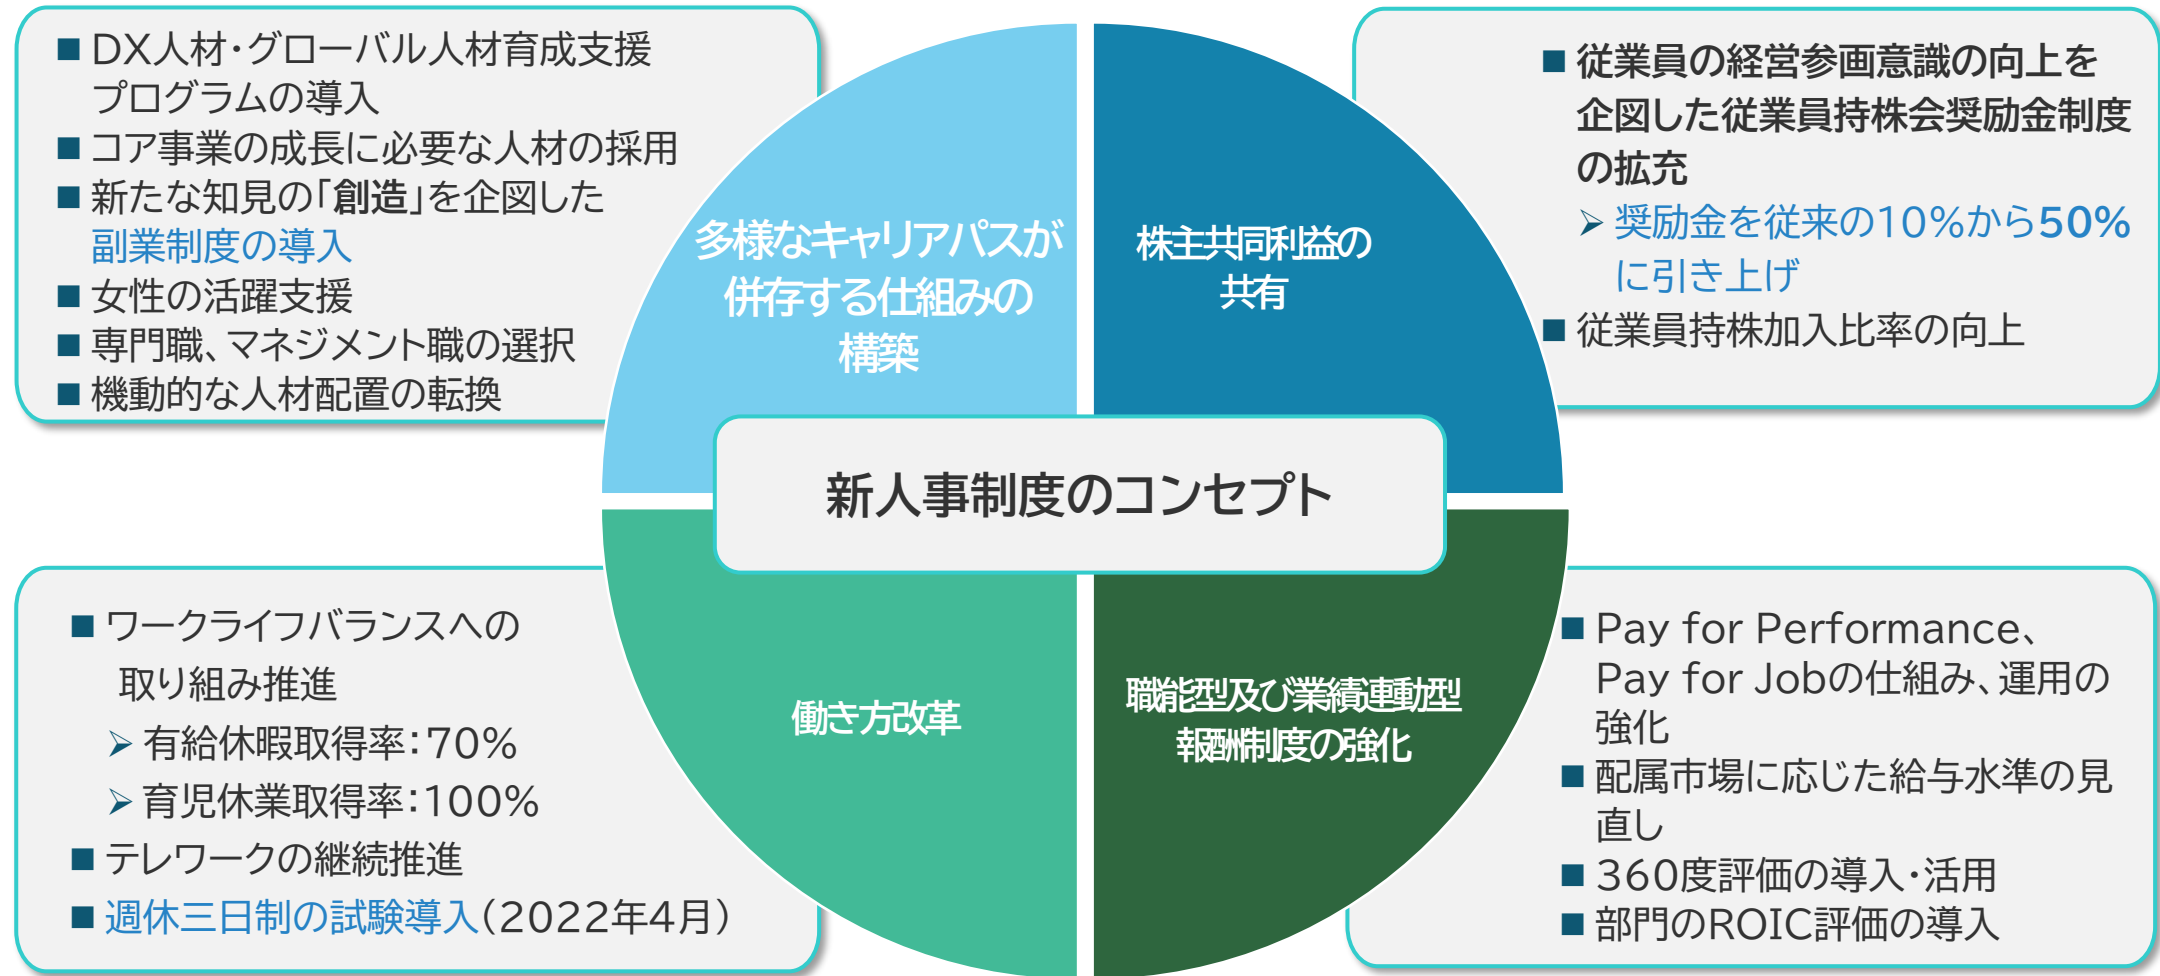 ■ DX人材・グローバル人材育成支援
プログラムの導入
■ コア事業の成長に必要な人材の採用
■ 新たな知見の「創造」を企図した
副業制度の導入
■ 女性の活躍支援
■ 専門職、マネジメント職の選択
■ 機動的な人材配置の転換
多様なキャリアパスが
併存する仕組みの
構築
株主共同利益の
共有
■ 従業員の経営参画意識の向上を
企図した従業員持株会奨励金制度
の拡充
➢ 奨励金を従来の10%から50%
に引き上げ
■ 従業員持株加入比率の向上
新人事制度のコンセプト
■ ワークライフバランスへの
取り組み推進
➢ 有給休暇取得率:70%
➢ 育児休業取得率:100%
■ テレワークの継続推進
■ 週休三日制の試験導入(2022年4月)
働き方改革
職能型及び業績連動型
報酬制度の強化
■ Pay for Performance、
Pay for Jobの仕組み、運用の
強化
■ 配属市場に応じた給与水準の見
直し
■ 360度評価の導入・活用
■ 部門のROIC評価の導入